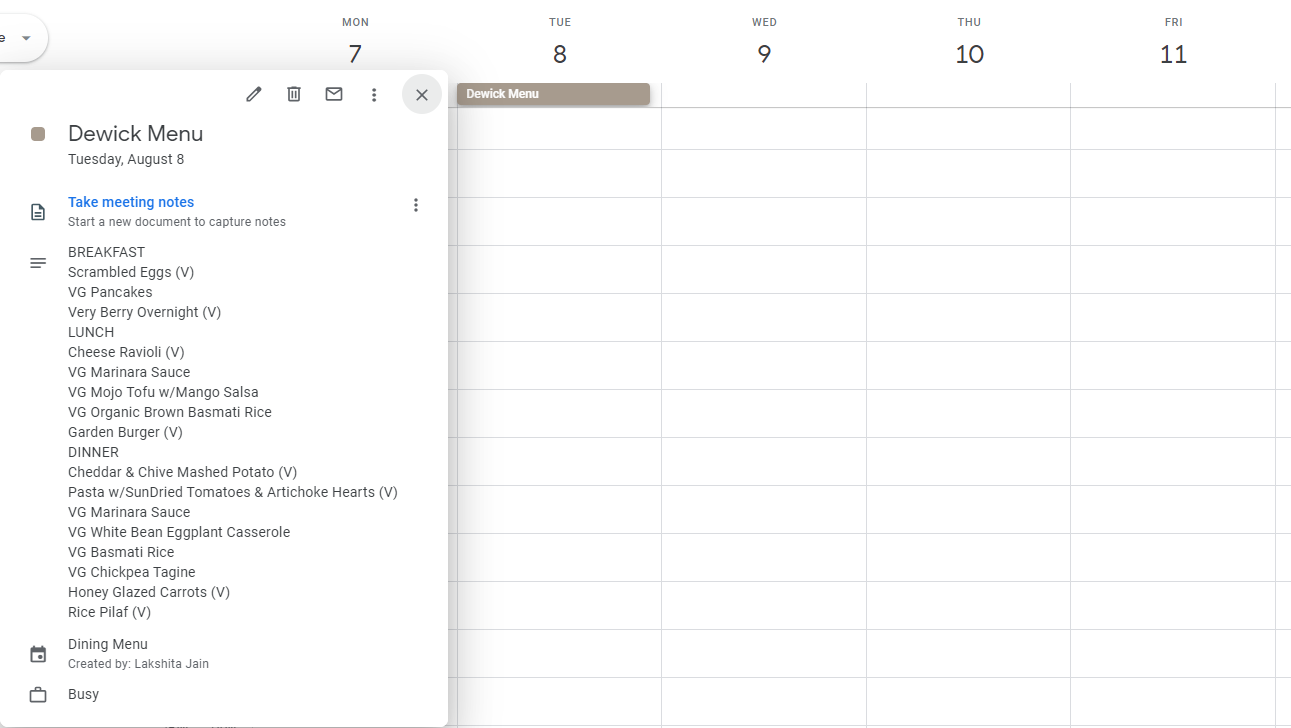 e
MON
TUE
WED
THU
FRI
7
8
9
10
11
Dewick Menu
Dewick Menu
Tuesday, August 8
Take meeting notes
Start a new document to capture notes
BREAKFAST
Scrambled Eggs (V)
VG Pancakes
Very Berry Overnight (V)
LUNCH
Cheese Ravioli (V)
VG Marinara Sauce
VG Mojo Tofu w/Mango Salsa
VG Organic Brown Basmati Rice
Garden Burger (V)
DINNER
Cheddar & Chive Mashed Potato (V)
Pasta w/SunDried Tomatoes & Artichoke Hearts (V)
VG Marinara Sauce
VG White Bean Eggplant Casserole
VG Basmati Rice
VG Chickpea Tagine
Honey Glazed Carrots (V)
Rice Pilaf (V)
Dining Menu
Created by: Lakshita Jain
Busy